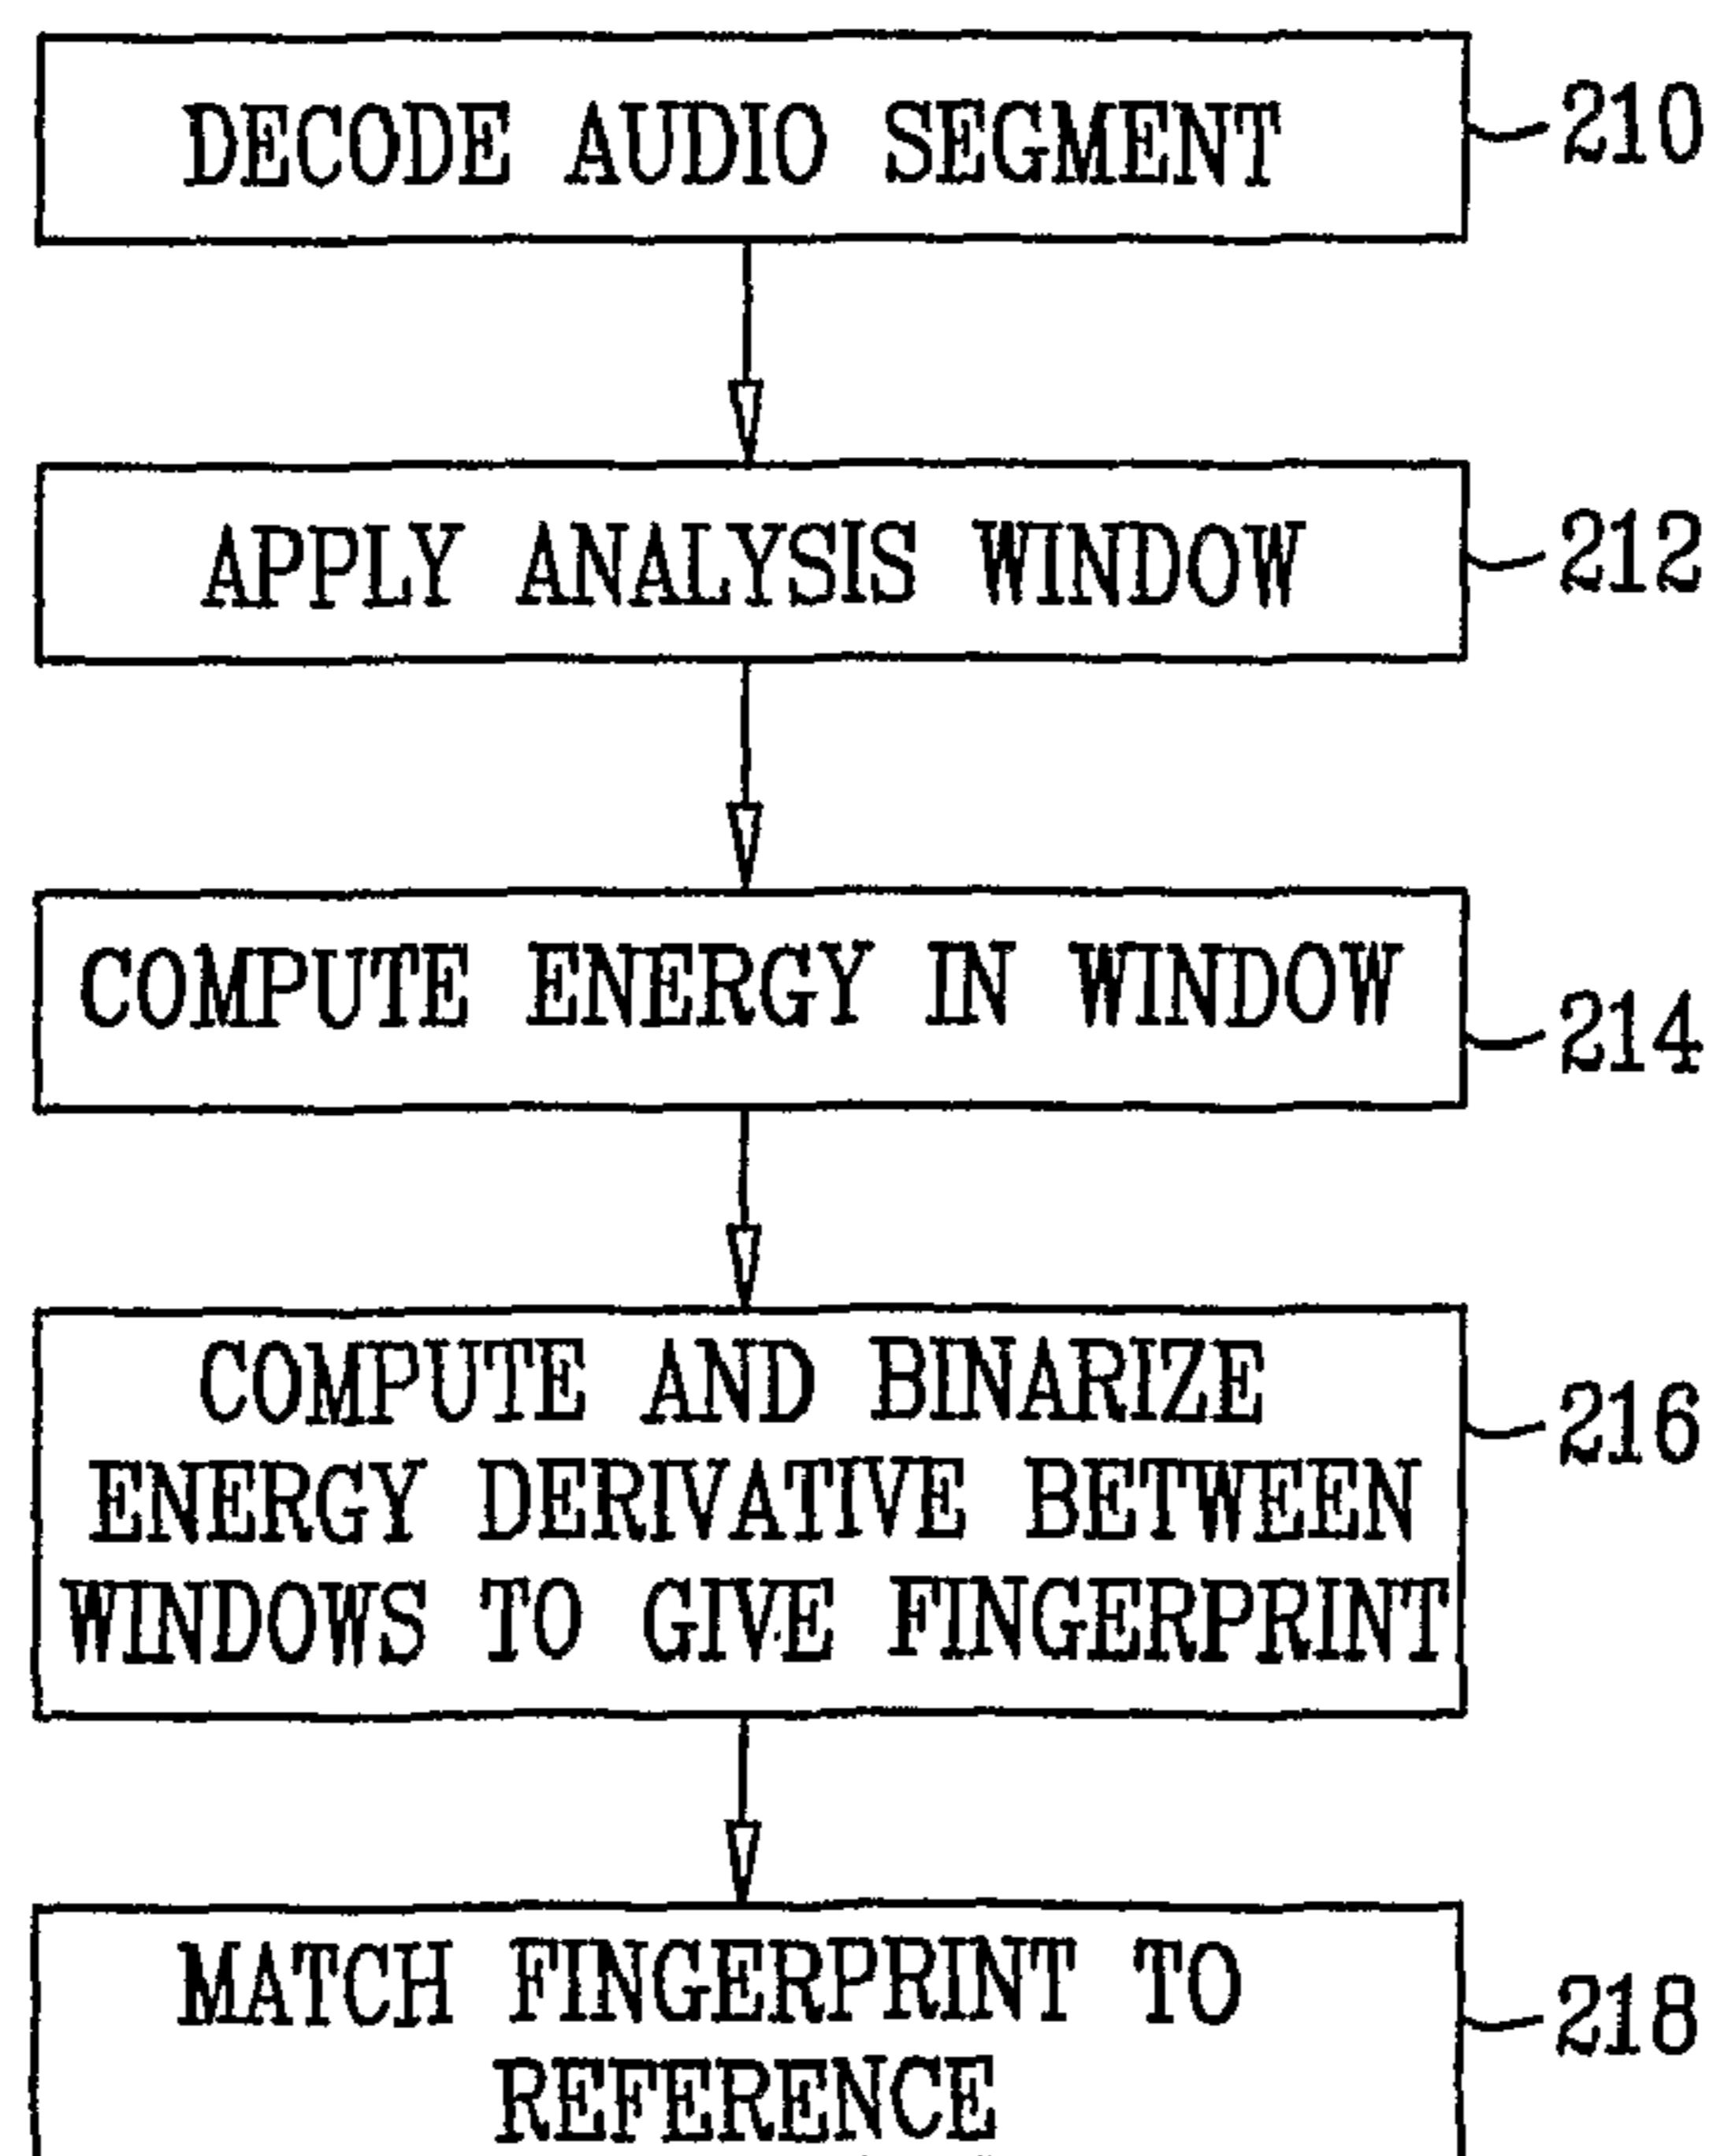 DECODE AUDIO SEGMENT
210
APPLY ANALYSIS WINDOW
212
COMPUTE ENERGY IN WINDOW
214
COMPUTE AND BINARIZE
216
ENERGY DERIVATIVE BETWEEN
WINDOWS TO GIVE FINGERPRINT
MATCH FINGERPRINT TO
218
REFERENCE